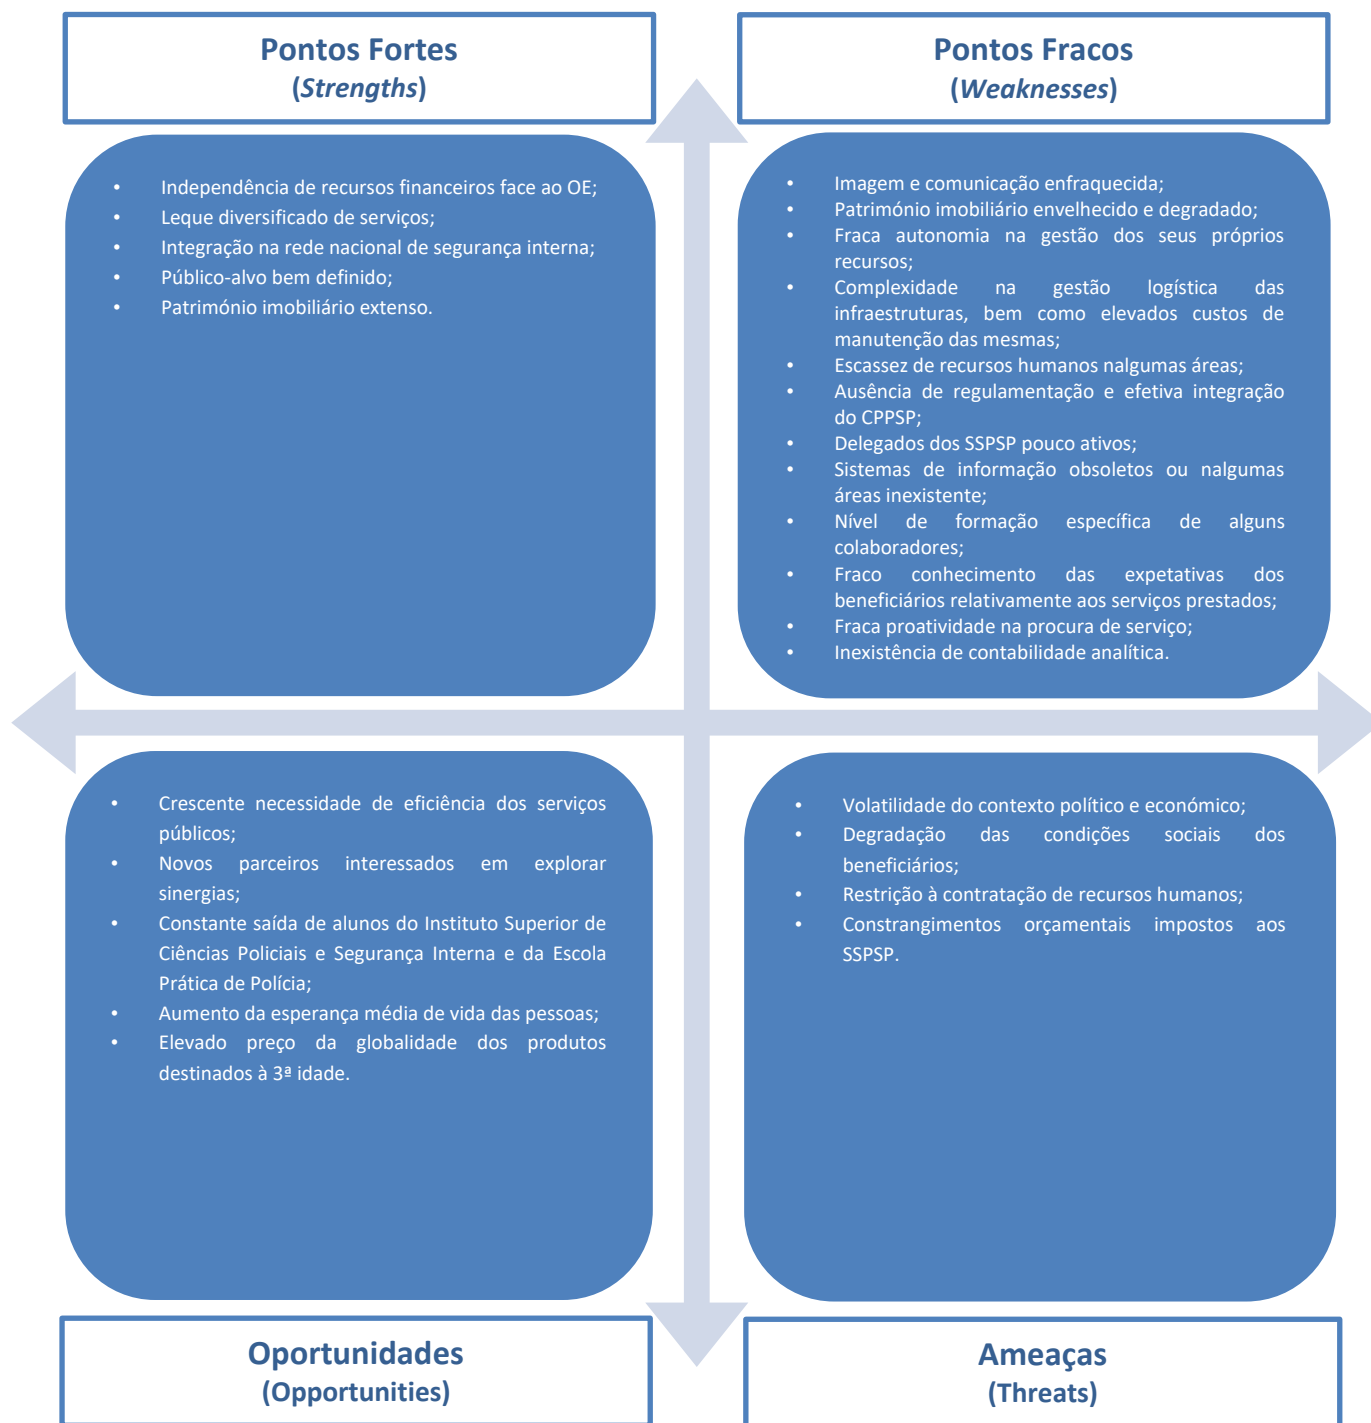 Pontos Fortes
(Strengths)
• Independência de recursos financeiros face ao OE;
• Leque diversificado de serviços;
• Integração na rede nacional de segurança interna;
• Público-alvo bem definido;
• Património imobiliário extenso.
Pontos Fracos
(Weaknesses)
• Imagem e comunicação enfraquecida;
• Património imobiliário envelhecido e degradado;
• Fraca autonomia na gestão dos seus próprios
recursos;
• Complexidade na gestão logística das
infraestruturas, bem como elevados custos de
manutenção das mesmas;
• Escassez de recursos humanos nalgumas áreas;
• Ausência de regulamentação e efetiva integração
do CPPSP;
• Delegados dos SSPSP pouco ativos;
• Sistemas de informação obsoletos ou nalgumas
áreas inexistente;
• Nível de formação específica de alguns
colaboradores;
• Fraco conhecimento das expetativas dos
beneficiários relativamente aos serviços prestados;
• Fraca proatividade na procura de serviço;
• Inexistência de contabilidade analítica.
• Crescente necessidade de eficiência dos serviços
públicos;
• Novos parceiros interessados em explorar
sinergias;
• Constante saída de alunos do Instituto Superior de
Ciências Policiais e Segurança Interna e da Escola
Prática de Polícia;
• Aumento da esperança média de vida das pessoas;
• Elevado preço da globalidade dos produtos
destinados à 3ª idade.
Oportunidades
(Opportunities)
• Volatilidade do contexto político e económico;
• Degradação das condições sociais dos
beneficiários;
• Restrição à contratação de recursos humanos;
• Constrangimentos orçamentais impostos aos
SSPSP.
Ameaças
(Threats)